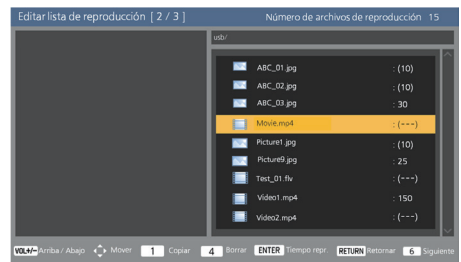 Editar lista de reproducción [ 2 / 3 ] Número de archivos de reproducción 15
usb/
ABC_01.jpg : (10)
ABC_02.jpg : (10)
ABC_03.jpg : 30
Movie.mp4 : (---)
Picture1.jpg : (10)
Picture9.jpg : 25
Test_01.flv : (---)
Video1.mp4 : 150
Video2.mp4 : (---)
VOL+/- Arriba / Abajo Mover 1 Copiar 4 Borrar ENTER Tiempo repr. RETURN Retornar 6 Siguiente